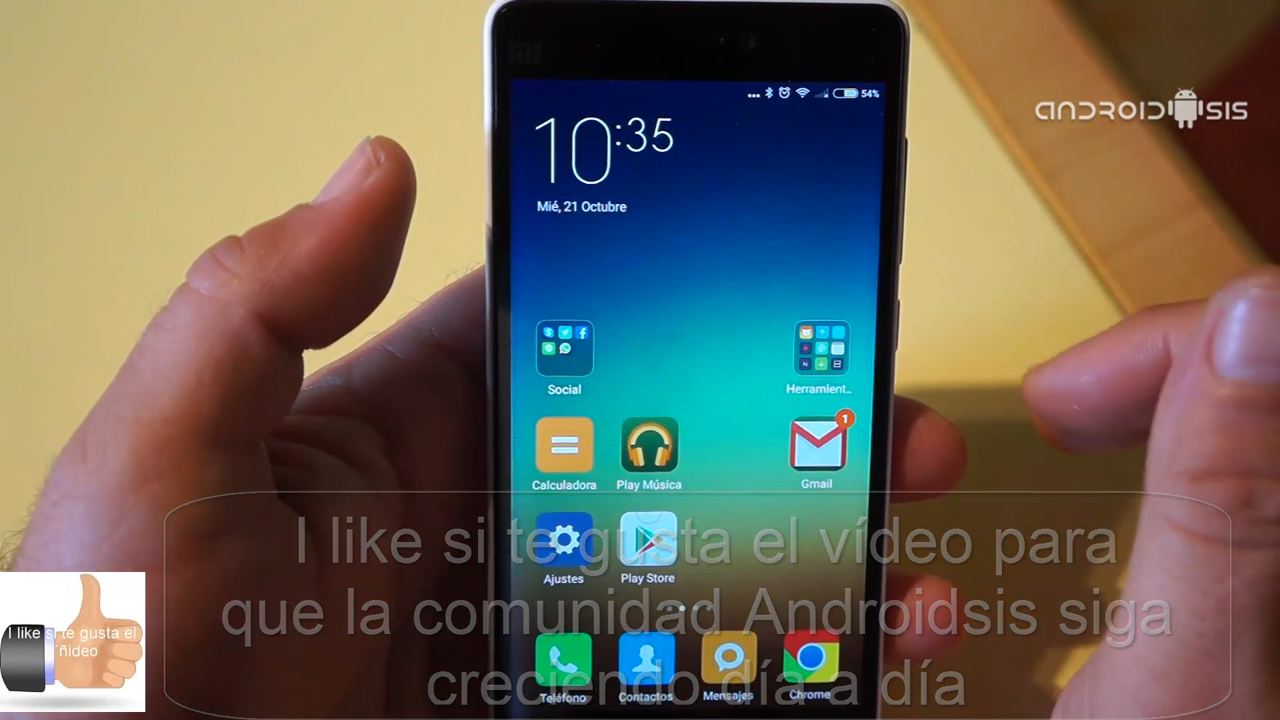 54%
ANDROIDSIS
10:35
Mié, 21 Octubre
Social
Herramient..
1
Calculadora
Play Música
Gmail
Ajustes
Play Store
I like si te gusta el vídeo para
que la comunidad Androidsis siga
creciendo día a día
I like si te gusta el
´ñideo
Teléfono
Contactos
Mensajes
Chrome